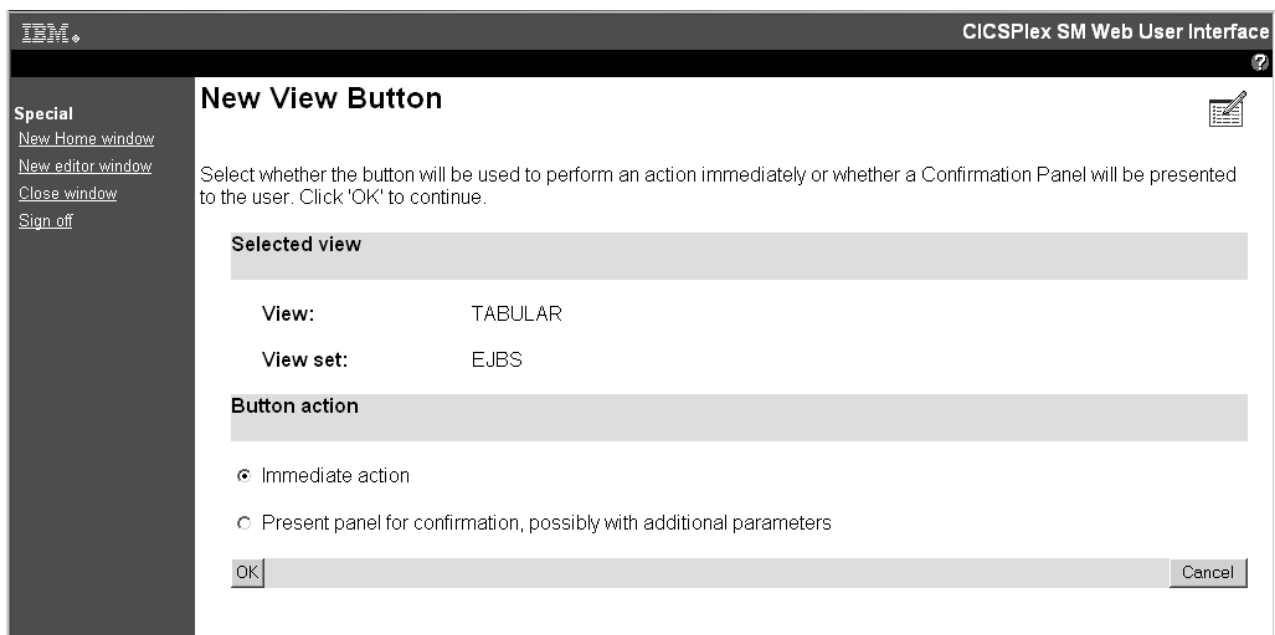 IBM.
CICSPlex SM Web User Interface
?
Special
New Home window
New editor window
Close window
Sign off
New View Button
Select whether the button will be used to perform an action immediately or whether a Confirmation Panel will be presented
to the user. Click 'OK' to continue.
Selected view
View: TABULAR
View set: EJBS
Button action
Immediate action
Present panel for confirmation, possibly with additional parameters
OK Cancel